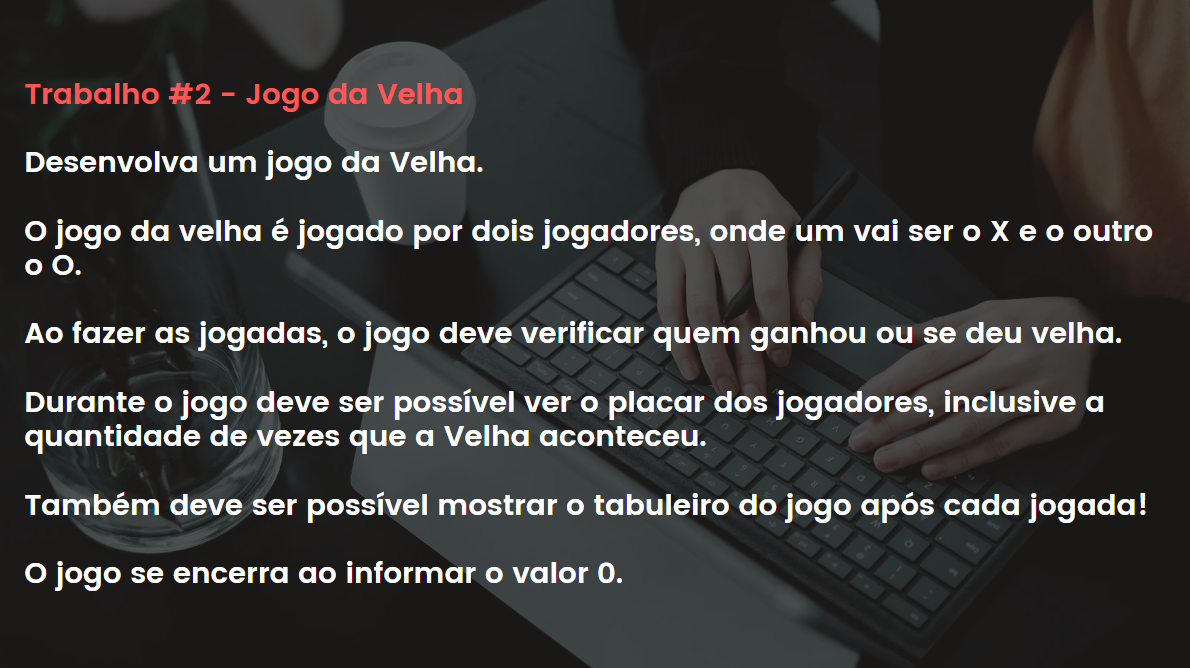 Trabalho #2 - Jogo da Velha
Desenvolva um jogo da Velha.
O jogo da velha é jogado por dois jogadores, onde um vai ser o X e o outro
o O.
Ao fazer as jogadas, o jogo deve verificar quem ganhou ou se deu velha.
Durante o jogo deve ser possível ver o placar dos jogadores, inclusive a
quantidade de vezes que a Velha aconteceu.
Também deve ser possível mostrar o tabuleiro do jogo após cada jogada!
O jogo se encerra ao informar o valor 0.